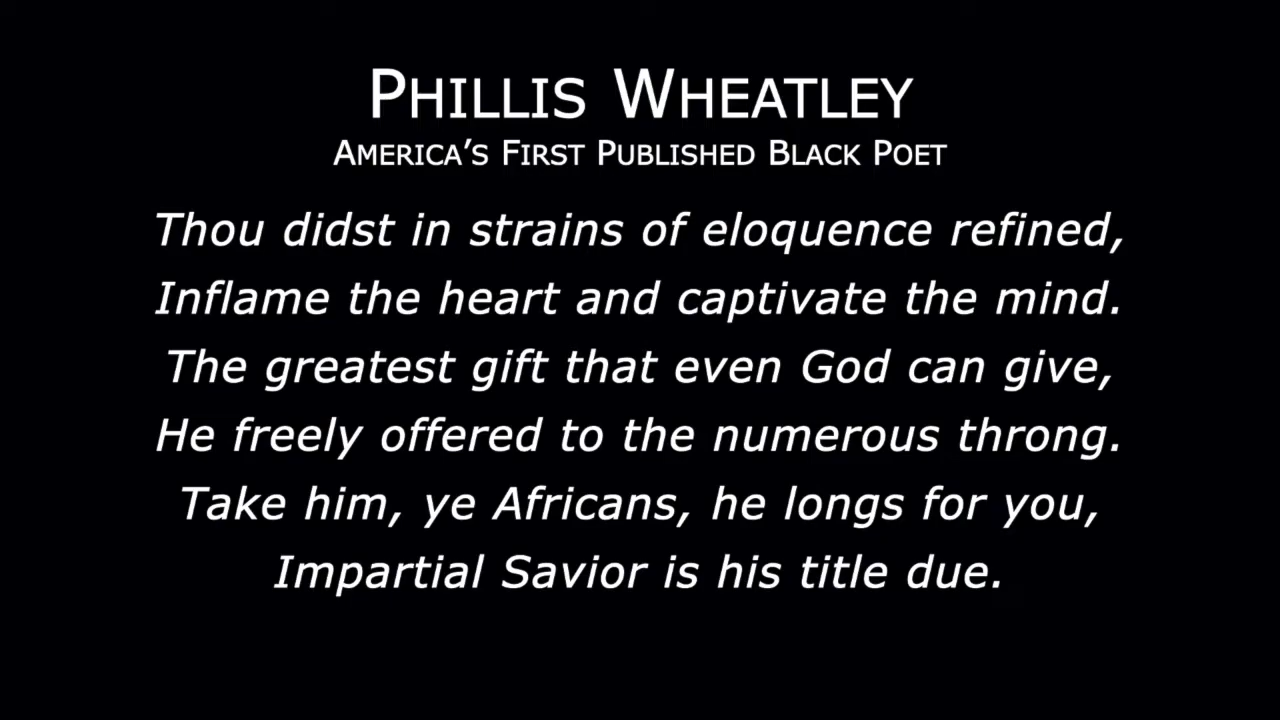 PHILLIS WHEATLEY
AMERICA’S FIRST PUBLISHED BLACK POET
Thou didst in strains of eloquence refined,
Inflame the heart and captivate the mind.
The greatest gift that even God can give,
He freely offered to the numerous throng.
Take him, ye Africans, he longs for you,
Impartial Savior is his title due.